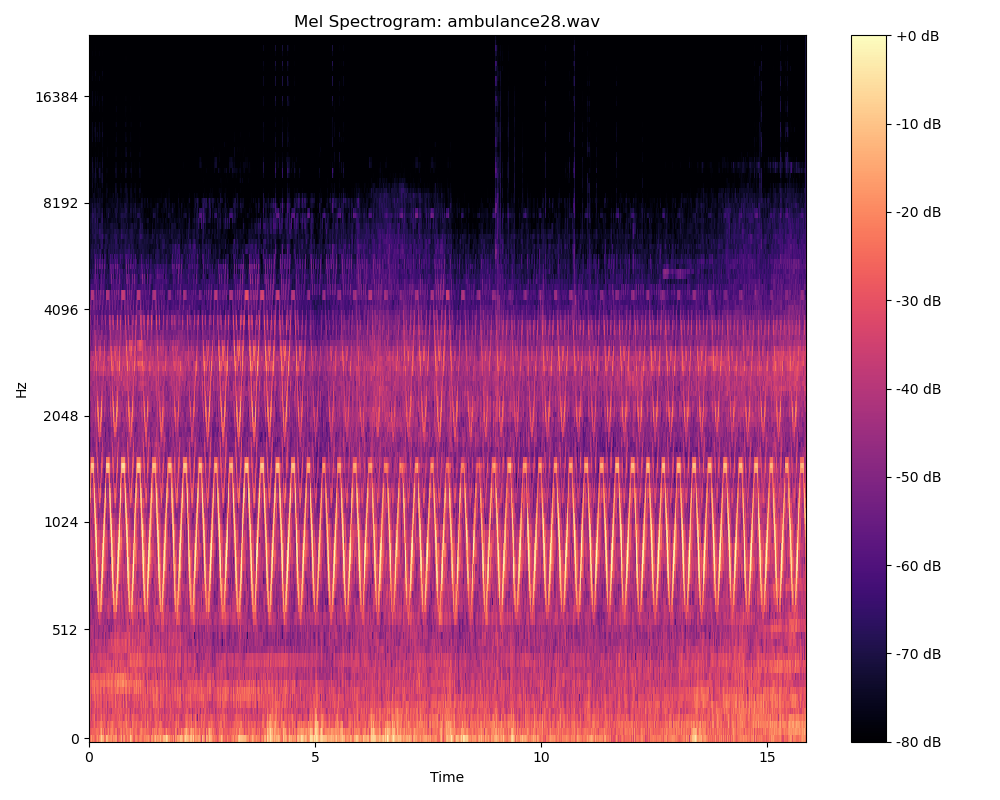 Mel Spectrogram: ambulance28.wav
Hz
16384
8192
4096
2048
1024
512
0
0
5
10
15
Time
+0 dB
-10 dB
-20 dB
-30 dB
-40 dB
-50 dB
-60 dB
-70 dB
-80 dB